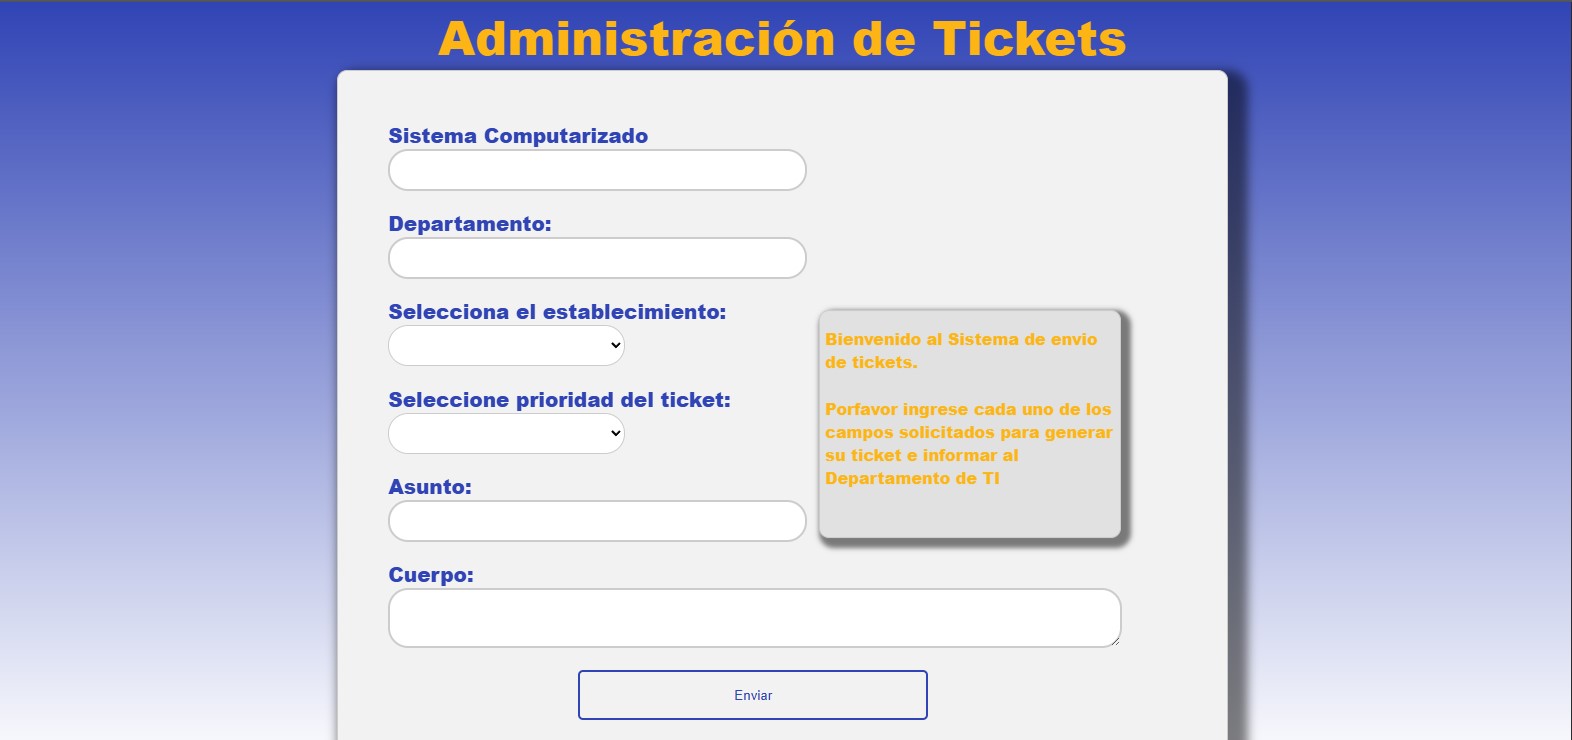 Administración de Tickets
Sistema Computarizado
Departamento:
Selecciona el establecimiento:
Seleccione prioridad del ticket:
Asunto:
Bienvenido al Sistema de envio
de tickets.
Porfavor ingrese cada uno de los
campos solicitados para generar
su ticket e informar al
Departamento de TI
Cuerpo:
Enviar